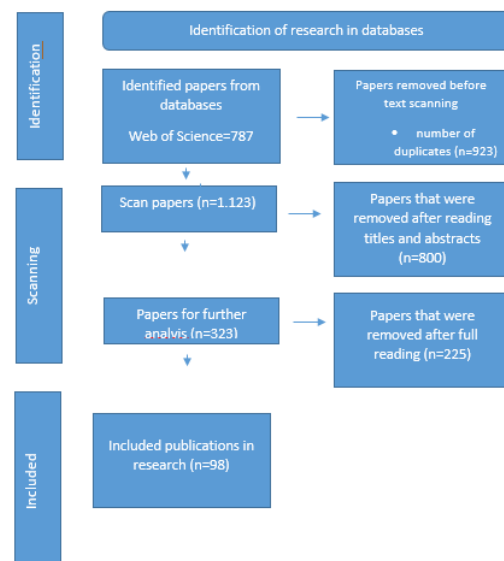 Identification of research in databases
Identification
Identified papers from
databases
Web of Science=787
Papers removed before
text scanning
• number of
duplicates (n=923)
Scanning
Scan papers (n=1.123)
Papers that were
removed after reading
titles and abstracts
(n=800)
Papers for further
analvis (n=323)
Papers that were
removed after full
reading (n=225)
Included
Included publications in
research (n=98)